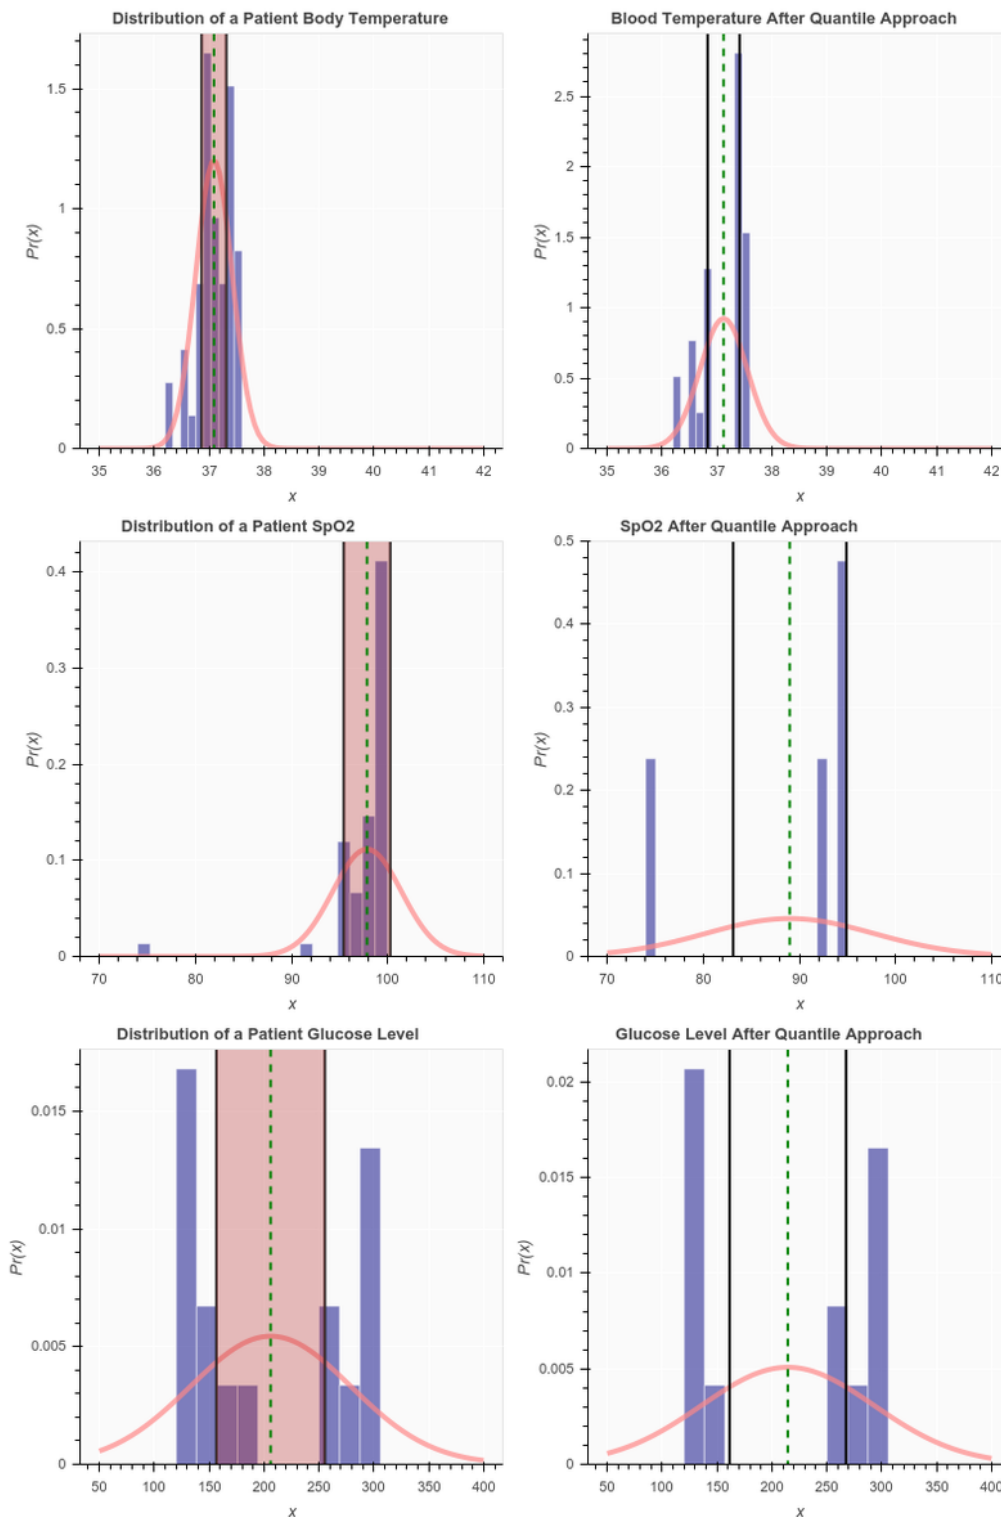 Distribution of a Patient Body Temperature
Pr(x)
1.5
1
0.5
0
35 36 37 38 39 40 41 42
x
Blood Temperature After Quantile Approach
Pr(x)
2.5
2
1.5
1
0.5
0
35 36 37 38 39 40 41 42
x
Distribution of a Patient SpO2
Pr(x)
0.4
0.3
0.2
0.1
0
70 80 90 100 110
x
SpO2 After Quantile Approach
Pr(x)
0.5
0.4
0.3
0.2
0.1
0
70 80 90 100 110
x
Distribution of a Patient Glucose Level
Pr(x)
0.015
0.01
0.005
0
50 100 150 200 250 300 350 400
x
Glucose Level After Quantile Approach
Pr(x)
0.02
0.015
0.01
0.005
0
50 100 150 200 250 300 350 400
x